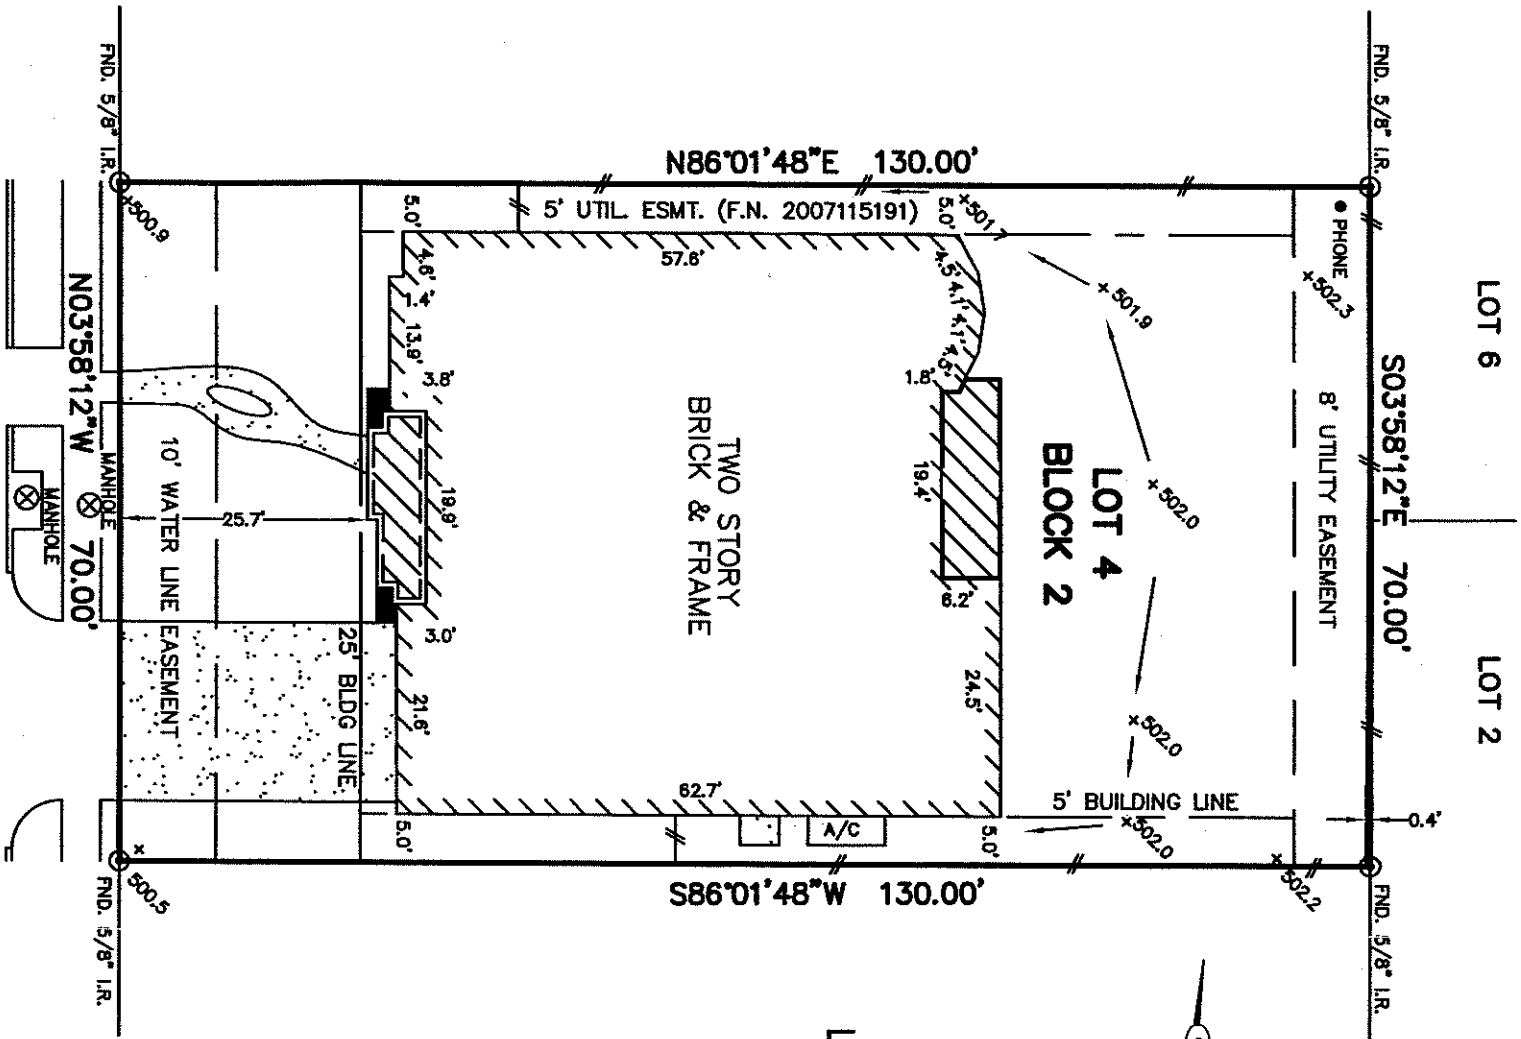 FND. 5/8" I.R.
FND. 5/8" I.R.
N86°01'48"E 130.00'
5' UTIL. ESMT. (F.N. 2007115191)
5.0'
5.0'
×501.
×500.9
PHONE
×502.3
×501.9
LOT 6
57.6'
4.6'
1.4'
13.9'
3.8'
4.5'
4.1'
4.1'
4.5'
1.8'
N03°58'12"W 70.00'
S03°58'12"E 70.00'
8' UTILITY EASEMENT
10' WATER LINE EASEMENT
MANHOLE
MANHOLE
25.7'
19.9'
TWO STORY
BRICK & FRAME
19.4'
6.2'
LOT 4
BLOCK 2
×502.0
3.0'
25' BLDG LINE
21.6'
24.5'
LOT 2
×502.0
62.7'
5' BUILDING LINE
5.0'
A/C
5.0'
×502.0
0.4'
×500.5
S86°01'48"W 130.00'
×502.2
FND. 5/8" I.R.
FND. 5/8" I.R.
L